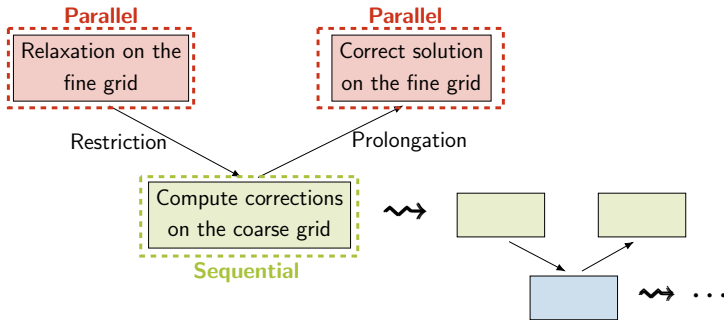 Parallel
Parallel
Relaxation on the
fine grid
Correct solution
on the fine grid
Restriction
Prolongation
Compute corrections
on the coarse grid
Sequential
...